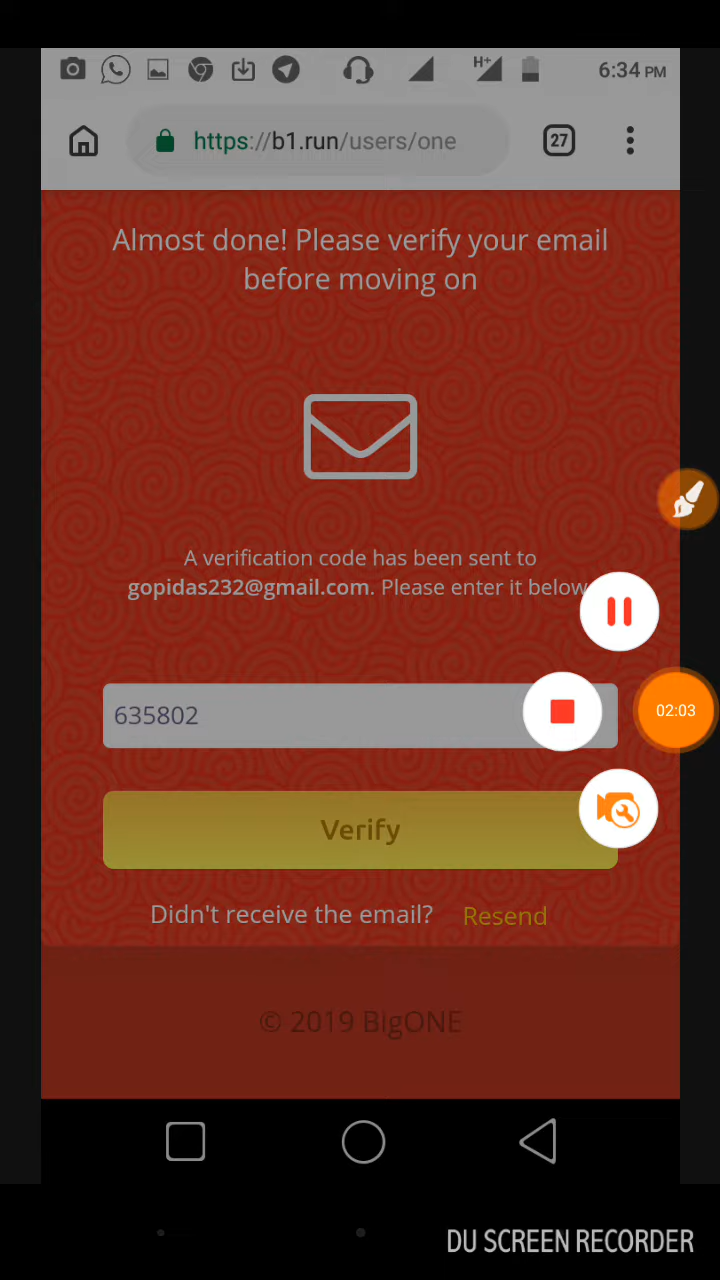 H+ 6:34 PM
https://b1.run/users/one 27
Almost done! Please verify your email
before moving on
A verification code has been sent to
gopidas232@gmail.com. Please enter it below
635802
02:03
Verify
Didn't receive the email? Resend
© 2019 BigONE
DU SCREEN RECORDER